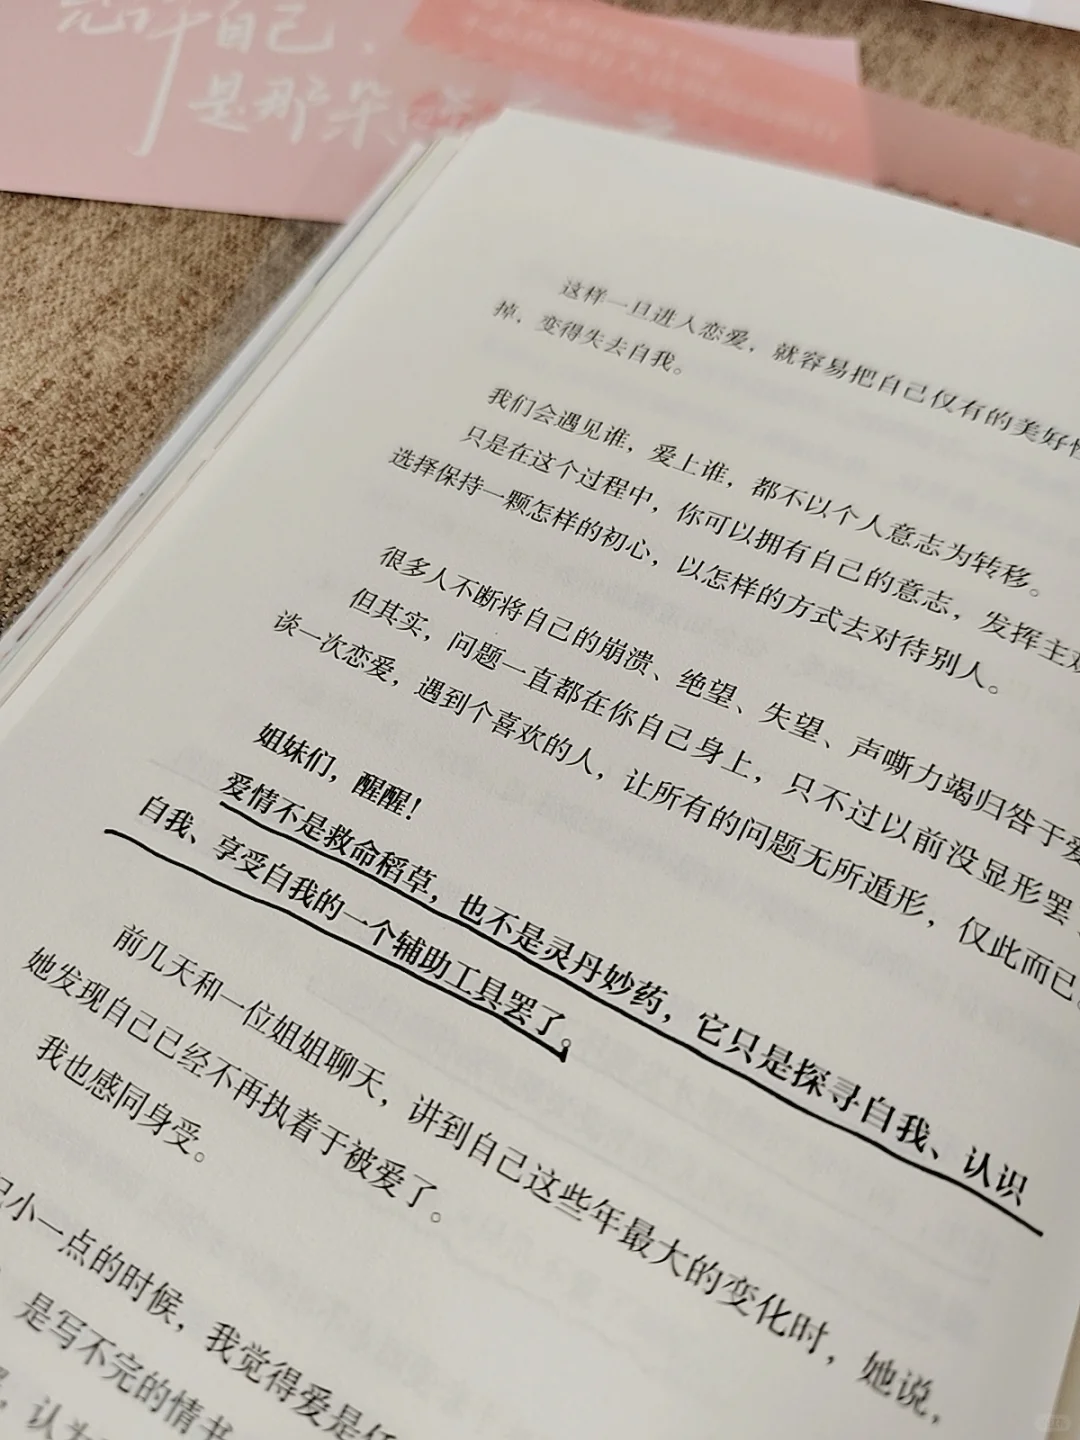 允许自己、
是那朵
这样一旦进入恋爱，就容易把自己仅有的美好
掉，变得失去自我。
我们会遇见谁，爱上谁，都不以个人意志为转移。
只是在这个过程中，你可以拥有自己的意志，发挥主观
选择保持一颗怎样的初心，以怎样的方式去对待别人。
很多人不断将自己的崩溃、绝望、失望、声嘶力竭归咎于爱
但其实，问题一直都在你自己身上，只不过以前没显形罢
谈一次恋爱，遇到个喜欢的人，让所有的问题无所遁形，仅此而已
姐妹们，醒醒！
爱情不是救命稻草，也不是灵丹妙药，它只是探寻自我、认识
自我、享受自我的一个辅助工具罢了。
前几天和一位姐姐聊天，讲到自己这些年最大的变化时，她说，
她发现自己已经不再执着于被爱了。
我也感同身受。
小一点的时候，我觉得爱是
是写不完的情书
，认为